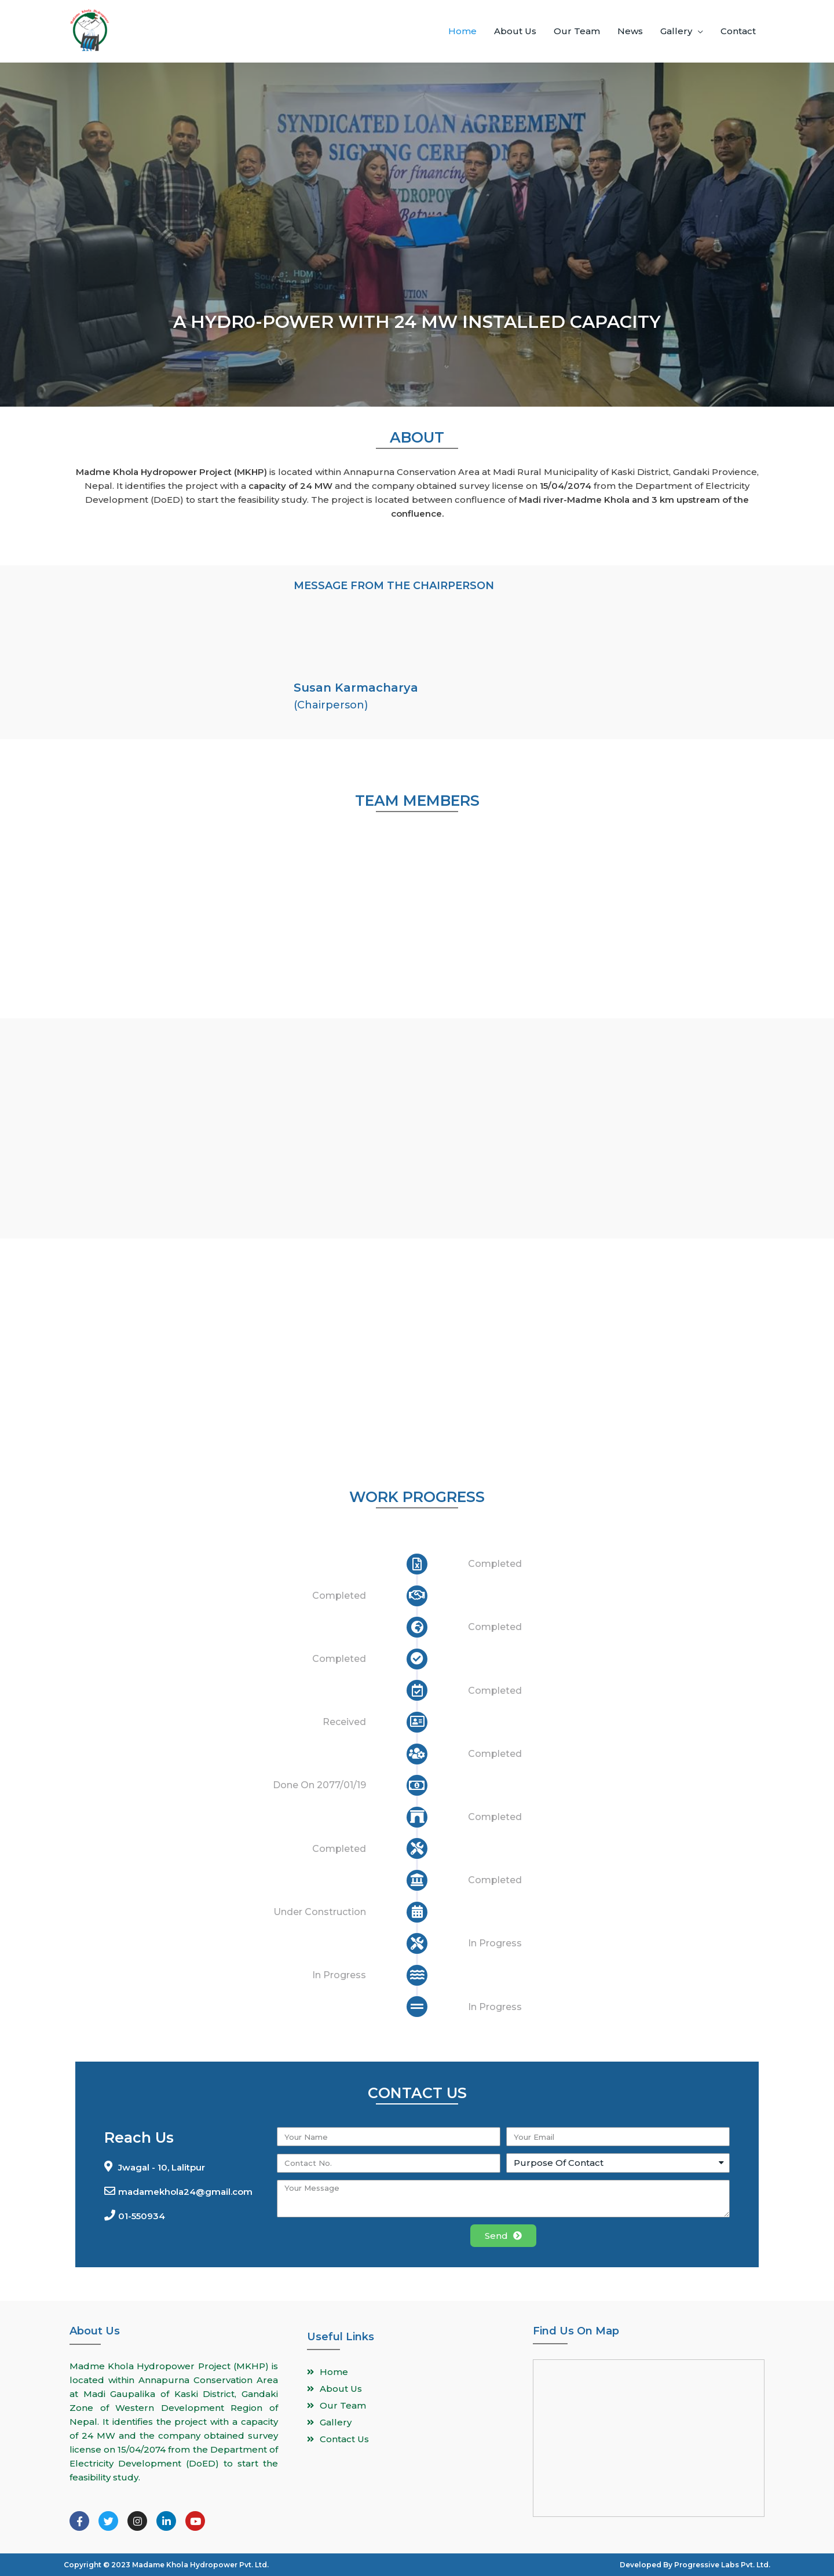 Home
About Us
Our Team
News
Gallery
Contact
SYNDICATED LOAN AGREEMENT
SIGNING CEREMONY
for financing
HYDROPOWER
Between
A HYDR0-POWER WITH 24 MW INSTALLED CAPACITY
ABOUT
Madme Khola Hydropower Project (MKHP) is located within Annapurna Conservation Area at Madi Rural Municipality of Kaski District, Gandaki Provience,
Nepal. It identifies the project with a capacity of 24 MW and the company obtained survey license on 15/04/2074 from the Department of Electricity
Development (DoED) to start the feasibility study. The project is located between confluence of Madi river-Madme Khola and 3 km upstream of the
confluence.
MESSAGE FROM THE CHAIRPERSON
Susan Karmacharya
(Chairperson)
TEAM MEMBERS
WORK PROGRESS
Completed
Completed
Completed
Completed
Completed
Received
Completed
Done On 2077/01/19
Completed
Completed
Completed
Under Construction
In Progress
In Progress
In Progress
CONTACT US
Reach Us
Jwagal - 10, Lalitpur
madamekhola24@gmail.com
01-550934
Your Name
Your Email
Contact No.
Purpose Of Contact
Your Message
Send
About Us
Madme Khola Hydropower Project (MKHP) is
located within Annapurna Conservation Area
at Madi Gaupalika of Kaski District, Gandaki
Zone of Western Development Region of
Nepal. It identifies the project with a capacity
of 24 MW and the company obtained survey
license on 15/04/2074 from the Department of
Electricity Development (DoED) to start the
feasibility study.
Useful Links
Home
About Us
Our Team
Gallery
Contact Us
Find Us On Map
Copyright © 2023 Madame Khola Hydropower Pvt. Ltd.
Developed By Progressive Labs Pvt. Ltd.